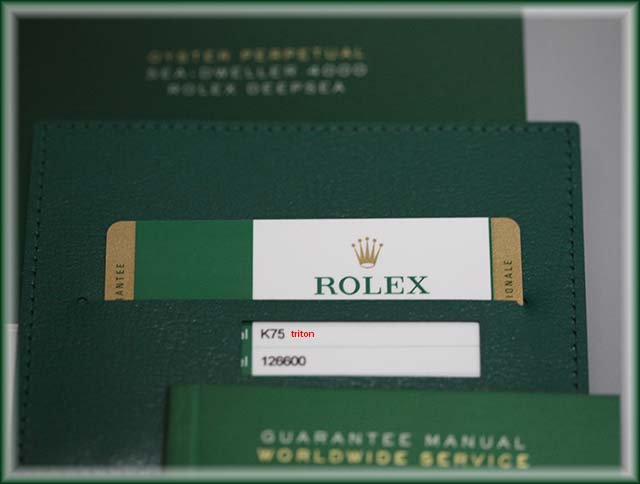 OYSTER PERPETUAL
SEA-DWELLER 4000
ROLEX DEEPSEA
ROLEX
K75 triton
126600
GUARANTEE MANUAL
WORLDWIDE SERVICE